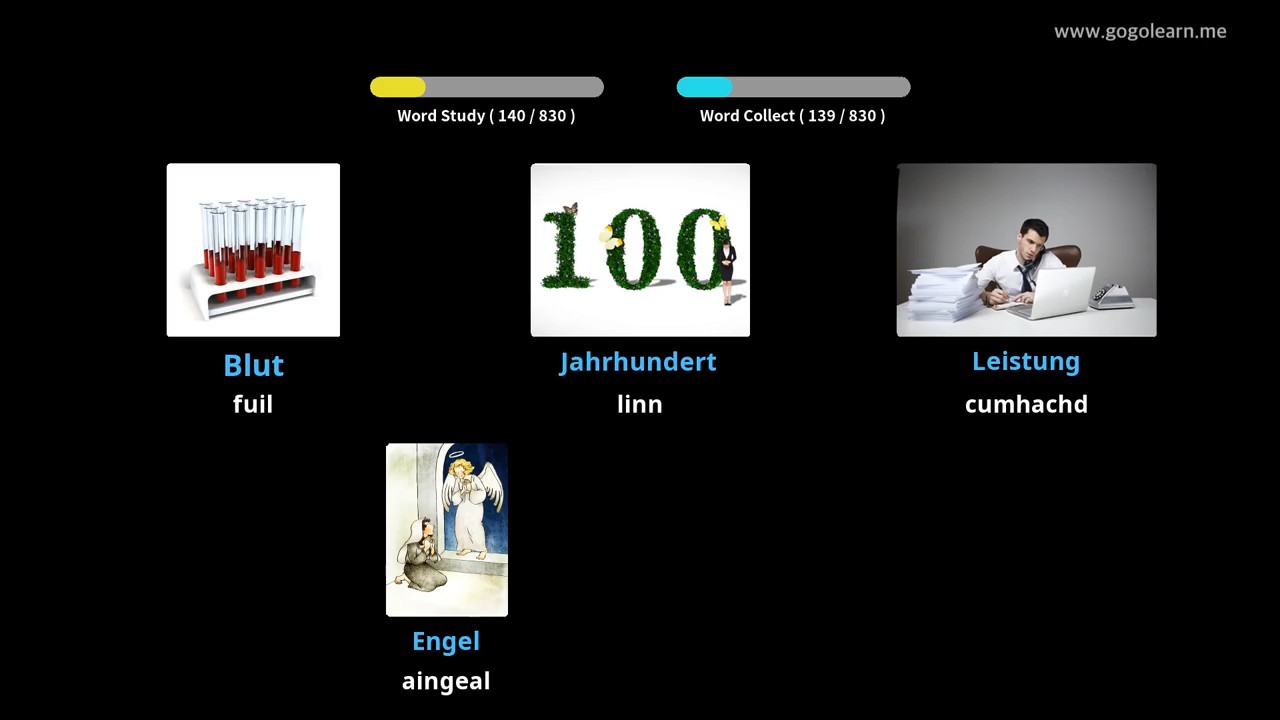 www.gogolearn.me
Word Study ( 140 / 830 )
Word Collect ( 139 / 830 )
100
Blut
fuil
Jahrhundert
linn
Leistung
cumhachd
Engel
aingeal